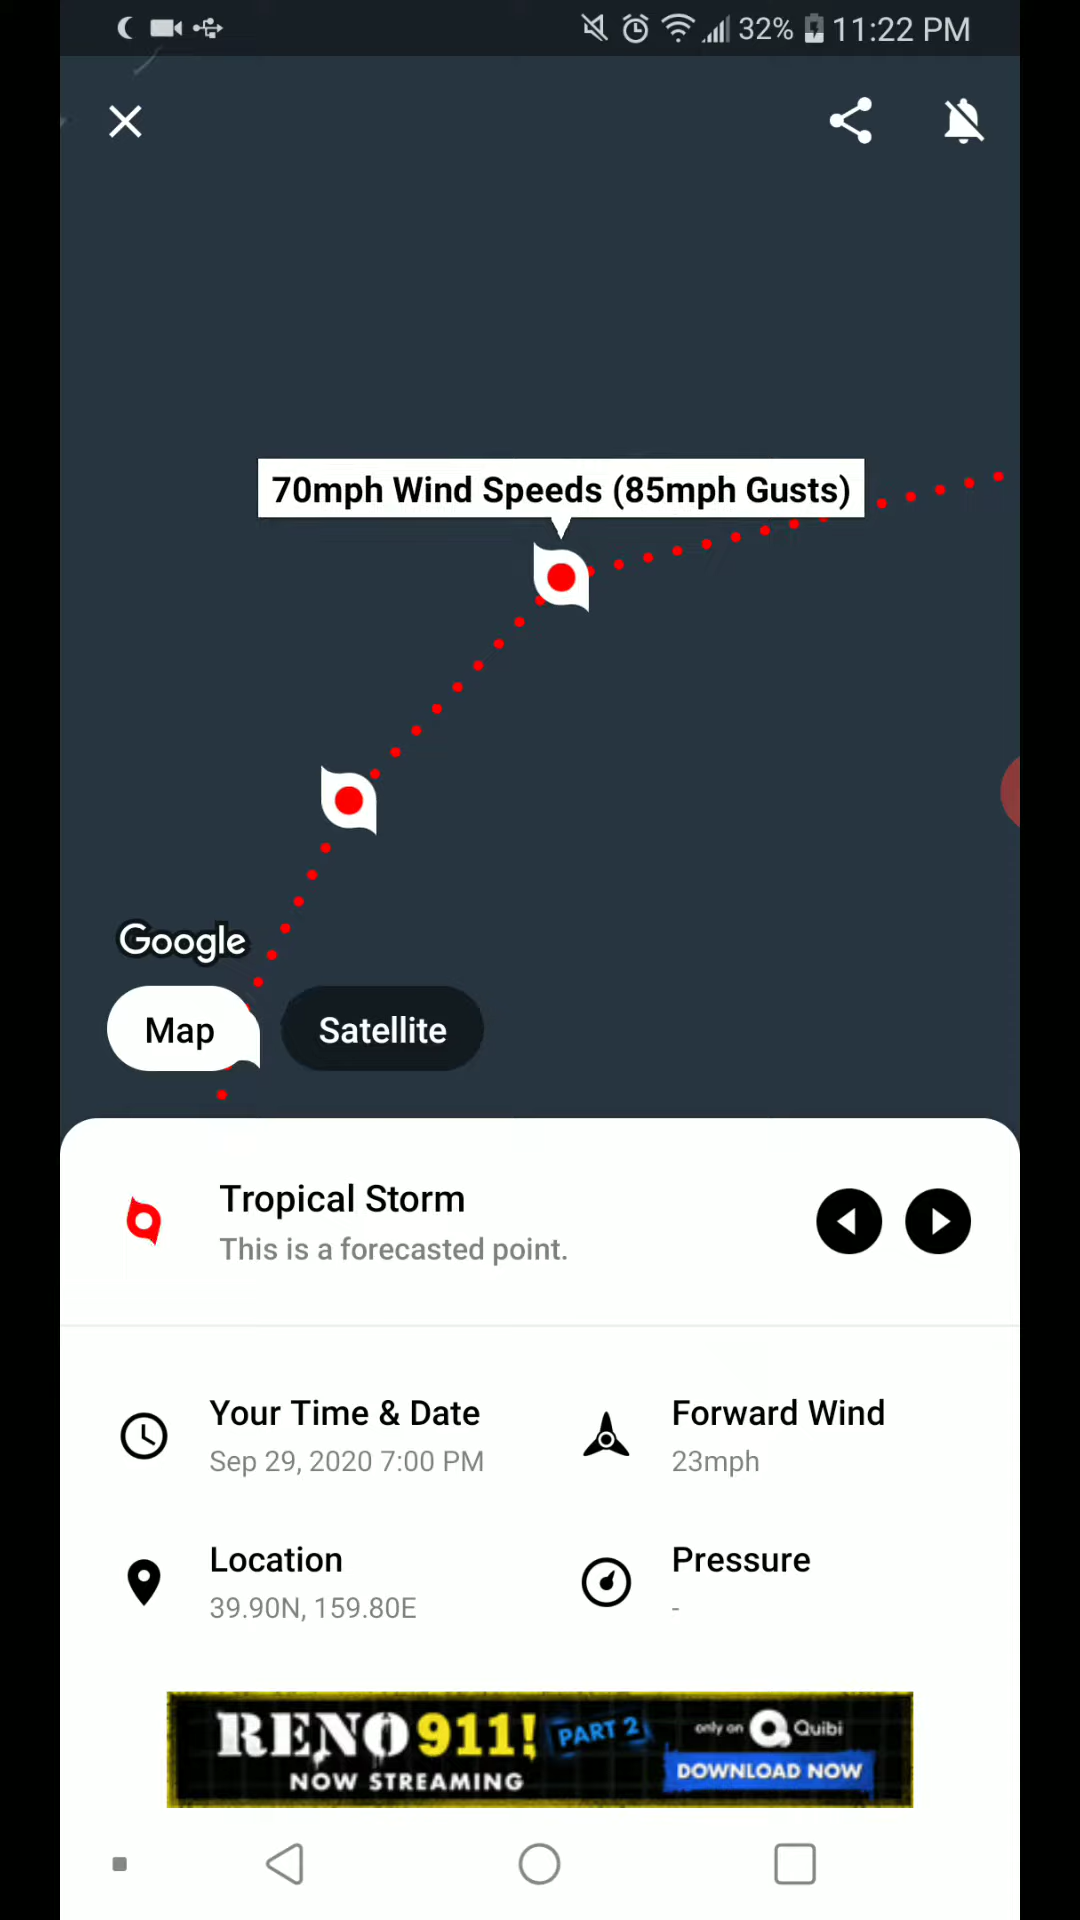 32% 11:22 PM
70mph Wind Speeds (85mph Gusts)
Google
Map Satellite
Tropical Storm
This is a forecasted point.
Your Time & Date
Sep 29, 2020 7:00 PM
Forward Wind
23mph
Location
39.90N, 159.80E
Pressure
-
RENO 911! PART 2
NOW STREAMING
only on Quibi
DOWNLOAD NOW